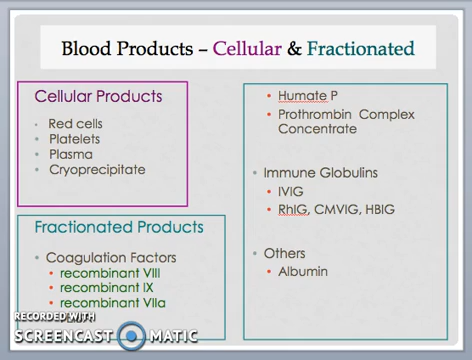 Blood Products – Cellular & Fractionated
Cellular Products
Red cells
Platelets
Plasma
Cryoprecipitate
Fractionated Products
Coagulation Factors
recombinant VIII
recombinant IX
recombinant VIIa
Humate P
Prothrombin Complex
Concentrate
Immune Globulins
IVIG
RhIG, CMVIG, HBIG
Others
Albumin
RECORDED WITH
SCREENCAST MATIC